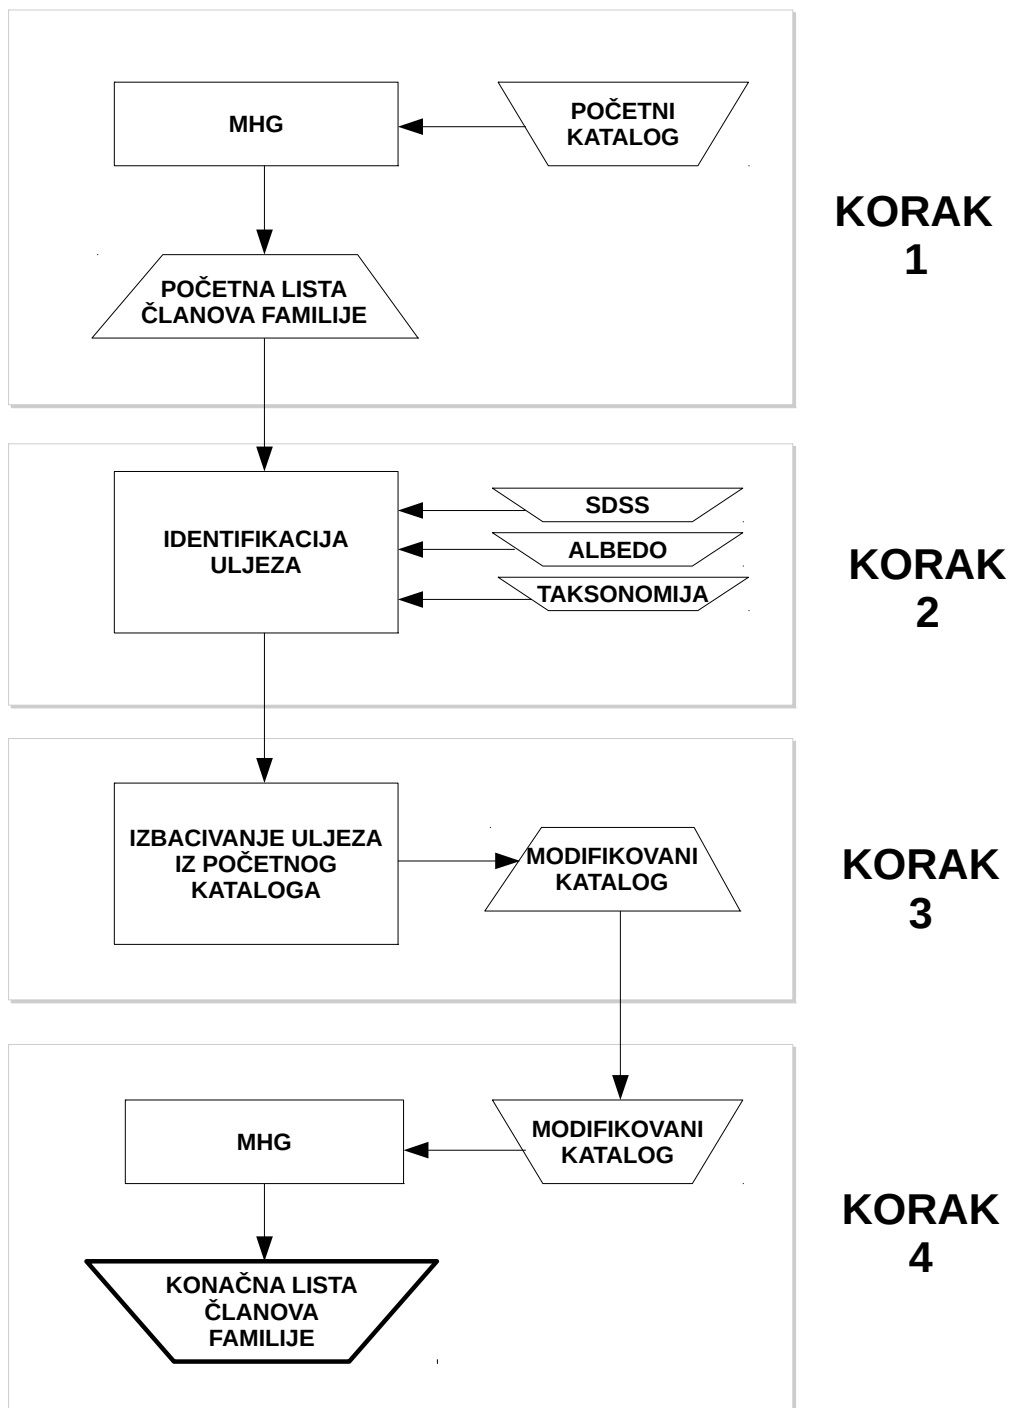 MHG
POČETNI
KATALOG
KORAK
1
POČETNA LISTA
ČLANOVA FAMILIJE
IDENTIFIKACIJA
ULJEZA
SDSS
ALBEDO
TAKSONOMIJA
KORAK
2
IZBACIVANJE ULJEZA
IZ POČETNOG
KATALOGA
MODIFIKOVANI
KATALOG
KORAK
3
MHG
MODIFIKOVANI
KATALOG
KORAK
4
KONAČNA LISTA
ČLANOVA
FAMILIJE